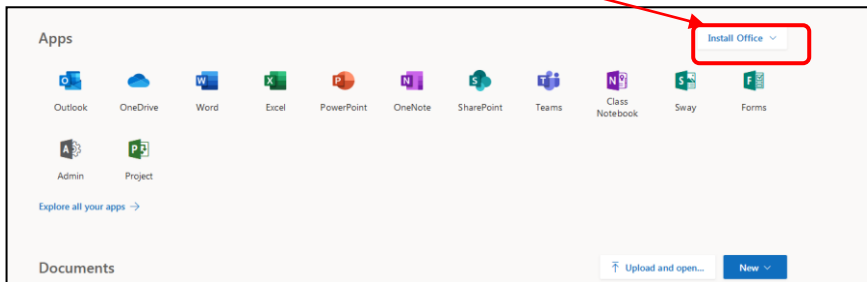 Apps
Install Office
Outlook OneDrive Word Excel PowerPoint OneNote SharePoint Teams Class Notebook Sway Forms
Admin Project
Explore all your apps →
Documents
Upload and open... New